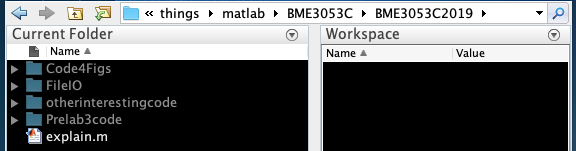 « things ▸ matlab ▸ BME3053C ▸ BME3053C2019 ▸
Current Folder
Name ▲
Code4Figs
FileIO
otherinterestingcode
Prelab3code
explain.m
Workspace
Name ▲ Value